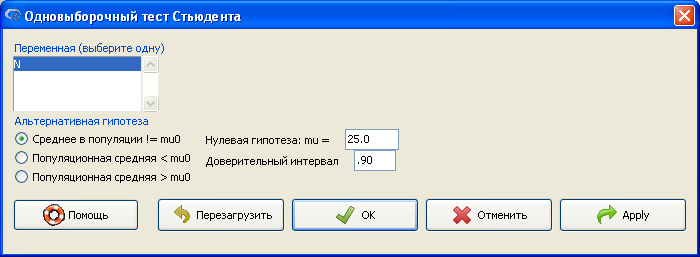 Одновыборочный тест Стьюдента
Переменная (выберите одну)
N
Альтернативная гипотеза
Среднее в популяции != mu0 Нулевая гипотеза: mu = 25.0
Популяционная средняя < mu0 Доверительный интервал .90
Популяционная средняя > mu0
Помощь Перезагрузить OK Отменить Apply